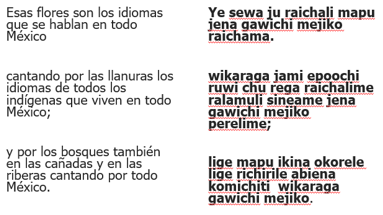 Esas flores son los idiomas
que se hablan en todo
México
Ye sewa ju raichali mapu
jena gawichi mejiko
raichama.
cantando por las llanuras los
idiomas de todos los
indígenas que viven en todo
México;
wikaraga jami epoochi
ruwi chu rega raichalime
ralamuli sineame jena
gawichi mejiko
perelime;
y por los bosques también
en las cañadas y en las
riberas cantando por todo
México.
lige mapu ikina okorele
lige richirile abiena
komichiti wikaraga
gawichi mejiko.